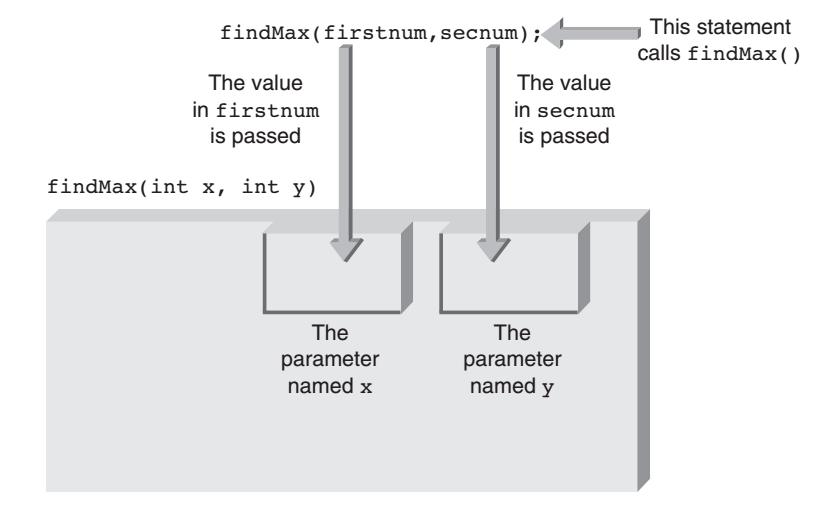 findMax(firstnum,secnum);
This statement
calls findMax()
The value
in firstnum
is passed
The value
in secnum
is passed
findMax(int x, int y)
The
parameter
named x
The
parameter
named y